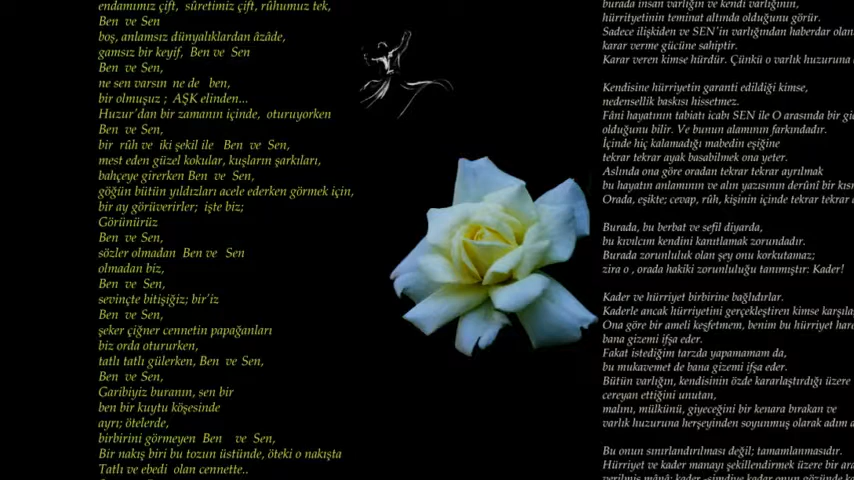 endamımız çift, sûretimiz çift, rûhumuz tek,
Ben ve Sen
boş, anlamsız dünyalıklardan âzâde,
gamsız bir keyif, Ben ve Sen
Ben ve Sen,
ne sen varsın ne de ben,
bir olmuşuz ; AŞK elinden...
Huzur'dan bir zamanın içinde, oturuyorken
Ben ve Sen,
bir rûh ve iki şekil ile Ben ve Sen,
mest eden güzel kokular, kuşların şarkıları,
bahçeye girerken Ben ve Sen,
göğün bütün yıldızları acele ederken görmek için,
bir ay görüverirler; işte biz;
Görünürüz
Ben ve Sen,
sözler olmadan Ben ve Sen
olmadan biz,
Ben ve Sen,
sevinçte bitişiğiz; bir'iz
Ben ve Sen,
şeker çiğner cennetin papağanları
biz orda otururken,
tatlı tatlı gülerken, Ben ve Sen,
Ben ve Sen,
Garibiyiz buranın, sen bir
ben bir kuytu köşesinde
ayrı; ötelerde,
birbirini görmeyen Ben ve Sen,
Bir nakış biri bu tozun üstünde, öteki o nakışta
Tatlı ve ebedi olan cennette..
burada insan varlığın ve kendi varlığının,
hürriyetinin teminat altında olduğunu görür.
Sadece ilişkiden ve SEN'in varlığından haberdar olan
karar verme gücüne sahiptir.
Karar veren kimse hürdür. Çünkü o varlık huzuruna
Kendisine hürriyetin garanti edildiği kimse,
nedensellik baskısı hissetmez.
Fâni hayatının tabiatı icabı SEN ile O arasında bir
olduğunu bilir. Ve bunun alamının farkındadır.
İçinde hiç kalamadığı mabedin eşiğine
tekrar tekrar ayak basabilmek ona yeter.
Aslında ona göre oradan tekrar tekrar ayrılmak
bu hayatın anlamının ve alın yazısının derûnî bir
Orada, eşikte; cevap, rûh, kişinin içinde tekrar tekrar
Burada, bu berbat ve sefil diyarda,
bu kıvılcım kendini kanıtlamak zorundadır.
Burada zorunluluk olan şey onu korkutamaz;
zira o , orada hakiki zorunluluğu tanımıştır: Kader!
Kader ve hürriyet birbirine bağlıdırlar.
Kaderle ancak hürriyetini gerçekleştiren kimse
Ona göre bir ameli keşfetmem, benim bu hürriyet
bana gizemi ifşa eder.
Fakat istediğim tarzda yapamamam da,
bu mukavemet de bana gizemi ifşa eder.
Bütün varlığın, kendisinin özde kararlaştırdığı üzere
cereyan ettiğini unutan,
malını, mülkünü, giyeceğini bir kenara bırakan ve
varlık huzuruna herşeyinden soyunmuş olarak adım
Bu onun sınırlandırılması değil; tamamlanmasıdır.
Hürriyet ve kader manayı şekillendirmek üzere bir